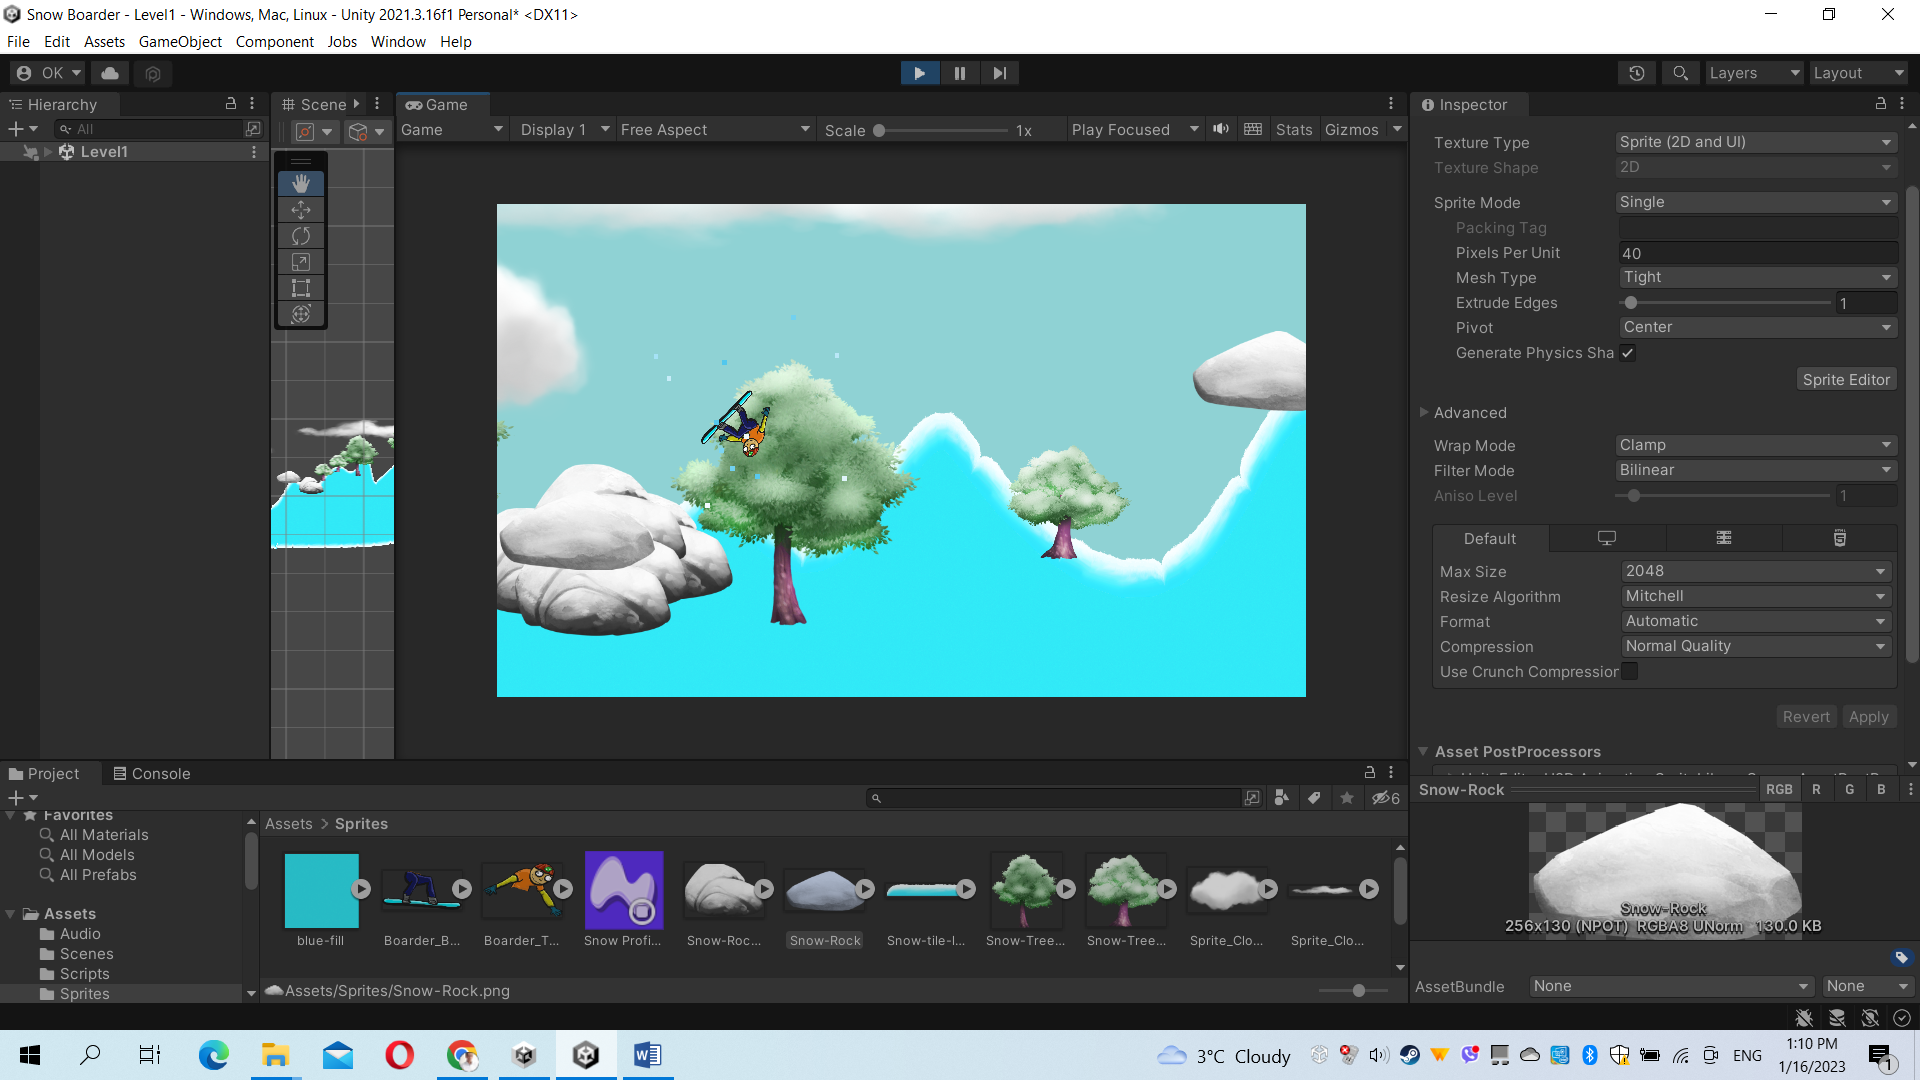 Snow Boarder - Level1 - Windows, Mac, Linux - Unity 2021.3.16f1 Personal* <DX11>
File Edit Assets GameObject Component Jobs Window Help
OK
Layers
Layout
Hierarchy
Scene
Game
Inspector
All
Game
Display 1
Free Aspect
Scale
1x
Play Focused
Stats
Gizmos
Level1
Texture Type Sprite (2D and UI)
Texture Shape 2D
Sprite Mode Single
Packing Tag
Pixels Per Unit 40
Mesh Type Tight
Extrude Edges 1
Pivot Center
Generate Physics Sha
Sprite Editor
Advanced
Wrap Mode Clamp
Filter Mode Bilinear
Aniso Level 1
Default
Max Size 2048
Resize Algorithm Mitchell
Format Automatic
Compression Normal Quality
Use Crunch Compression
Revert Apply
Asset PostProcessors
Project
Console
6
Favorites
All Materials
All Models
All Prefabs
Assets
Audio
Scenes
Scripts
Sprites
Assets > Sprites
blue-fill
Boarder_B...
Boarder_T...
Snow Profi...
Snow-Roc...
Snow-Rock
Snow-tile-l...
Snow-Tree...
Snow-Tree...
Sprite_Clo...
Sprite_Clo...
Assets/Sprites/Snow-Rock.png
Snow-Rock
RGB R G B
Snow-Rock
256x130 (NPOT) RGBA8 UNorm 130.0 KB
AssetBundle None None
3°C Cloudy
ENG
1:10 PM
1/16/2023
1